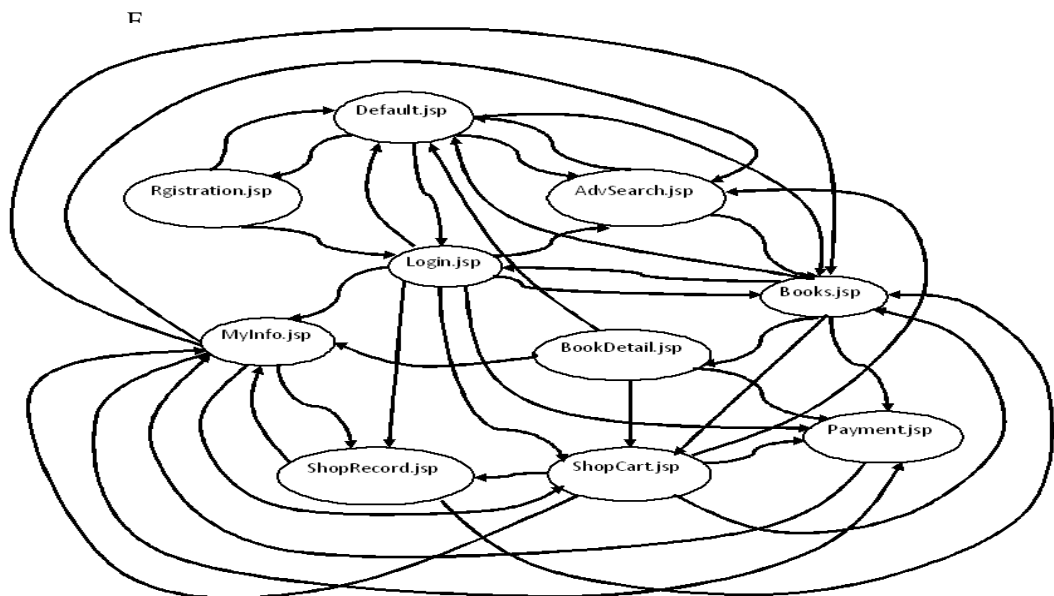 Default.jsp
Rgistration.jsp
AdvSearch.jsp
Login.jsp
Books.jsp
MyInfo.jsp
BookDetail.jsp
Payment.jsp
ShopRecord.jsp
ShopCart.jsp